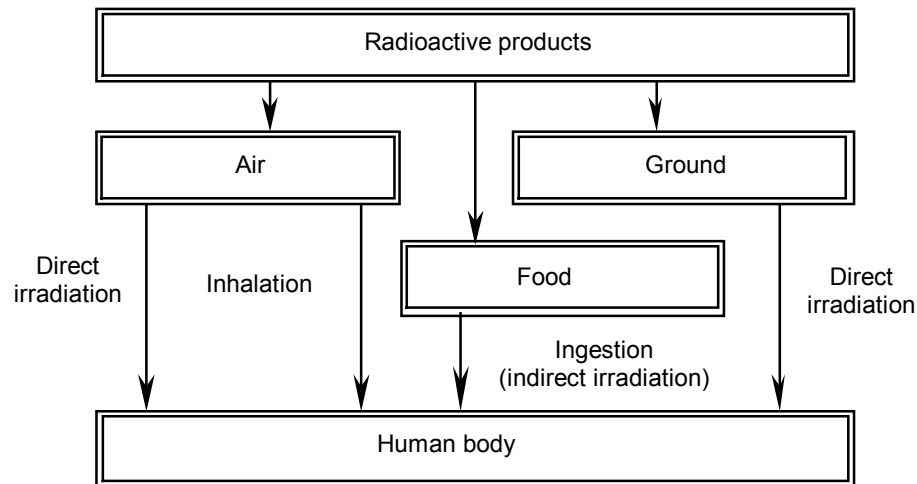 Radioactive products
Air
Ground
Direct
irradiation
Inhalation
Food
Direct
irradiation
Ingestion
(indirect irradiation)
Human body